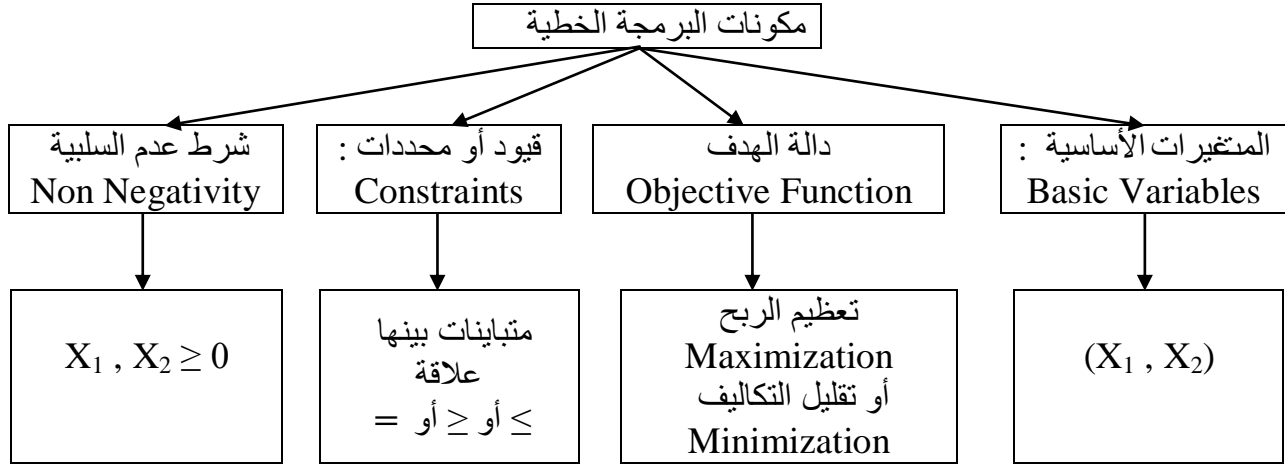 مكونات البرمجة الخطية
المتغيرات الأساسية :
Basic Variables
دالة الهدف
Objective Function
قيود أو محددات :
Constraints
شرط عدم السلبية
Non Negativity
(X₁ , X₂)
تعظيم الربح
Maximization
أو تقليل التكاليف
Minimization
متباينات بينها
علاقة
≥ أو ≤ أو =
X₁ , X₂ ≥ 0